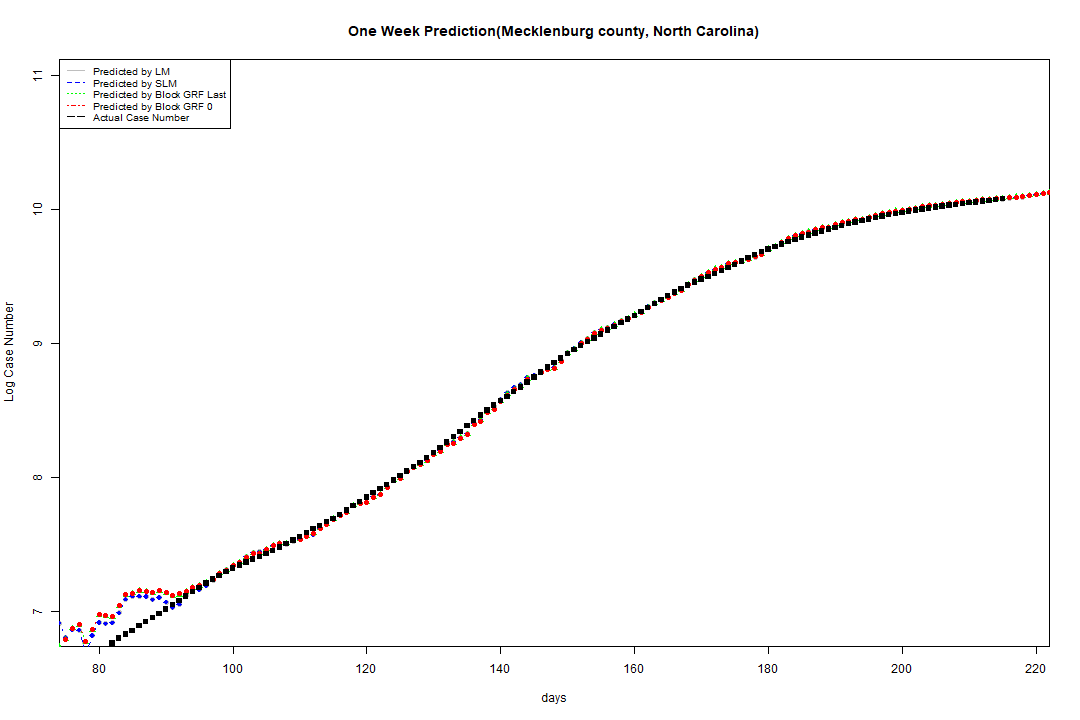 One Week Prediction(Mecklenburg county, North Carolina)
Predicted by LM
Predicted by SLM
Predicted by Block GRF Last
Predicted by Block GRF 0
Actual Case Number
11
10
9
8
7
Log Case Number
80 100 120 140 160 180 200 220
days